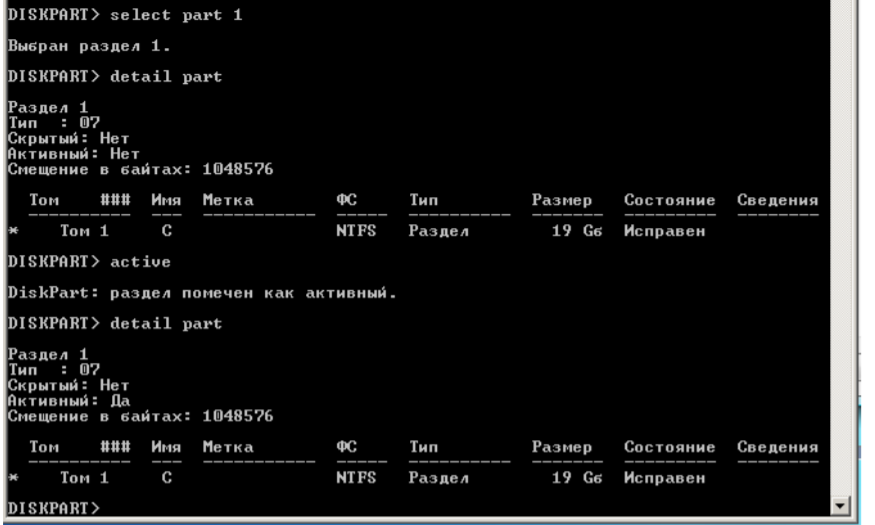 DISKPART> select part 1
Выбран раздел 1.
DISKPART> detail part
Раздел 1
Тип  : 07
Скрытый: Нет
Активный: Нет
Смещение в байтах: 1048576
Том ### Имя Метка ФС Тип Размер Состояние Сведения
---------- --- ----------- ----- ---------- ------- --------- --------
* Том 1 C NTFS Раздел 19 Gб Исправен
DISKPART> active
DiskPart: раздел помечен как активный.
DISKPART> detail part
Раздел 1
Тип  : 07
Скрытый: Нет
Активный: Да
Смещение в байтах: 1048576
Том ### Имя Метка ФС Тип Размер Состояние Сведения
---------- --- ----------- ----- ---------- ------- --------- --------
* Том 1 C NTFS Раздел 19 Gб Исправен
DISKPART>